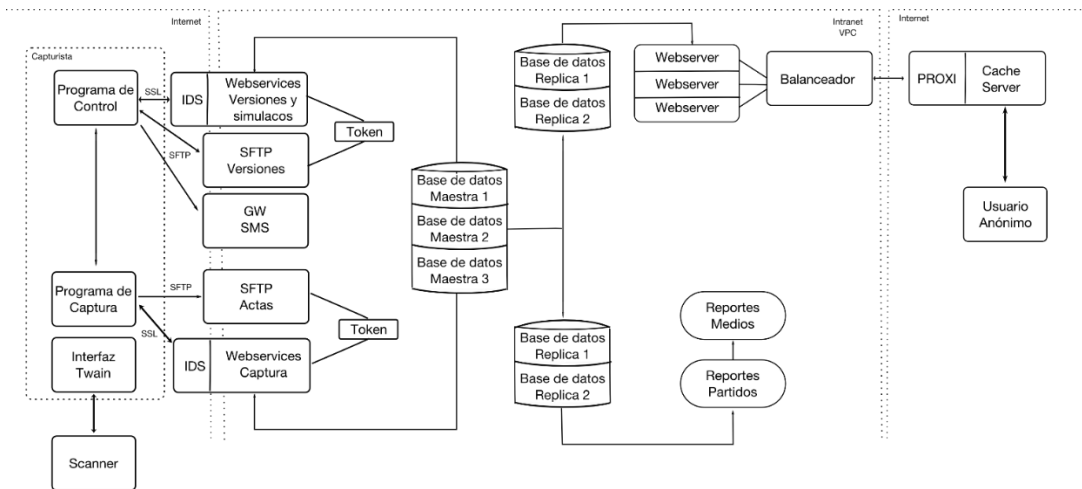 Internet
Capturista
Programa de
Control
SSL
SFTP
IDS
Webservices
Versiones y
simulacos
SFTP
Versiones
GW
SMS
Token
Programa de
Captura
SFTP
SSL
SFTP
Actas
IDS
Webservices
Captura
Token
Interfaz
Twain
Scanner
Base de datos
Maestra 1
Base de datos
Maestra 2
Base de datos
Maestra 3
Base de datos
Replica 1
Base de datos
Replica 2
Base de datos
Replica 1
Base de datos
Replica 2
Reportes
Medios
Reportes
Partidos
Webserver
Webserver
Webserver
Intranet
VPC
Balanceador
Internet
PROXI
Cache
Server
Usuario
Anónimo